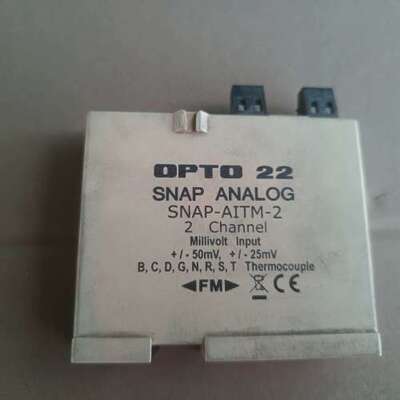 OPTO 22
SNAP ANALOG
SNAP-AITM-2
2 Channel
Millivolt Input
+/-50mV, +/-25mV
B, C, D, G, N, R, S, T Thermocouple
FM CE